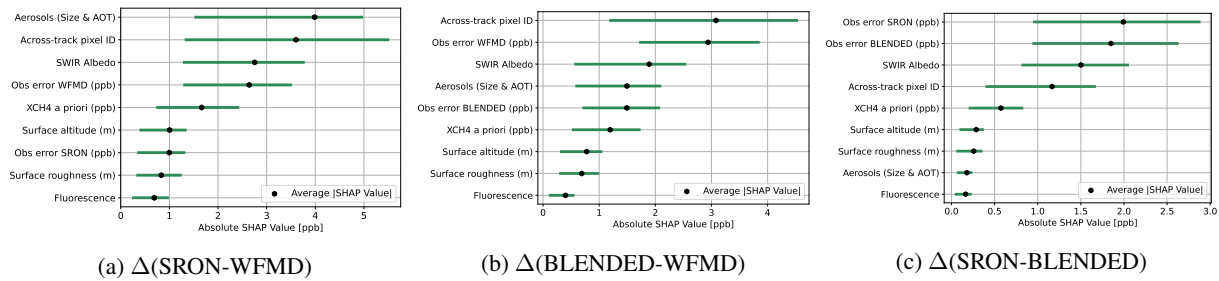 Aerosols (Size & AOT)
Across-track pixel ID
SWIR Albedo
Obs error WFMD (ppb)
XCH4 a priori (ppb)
Surface altitude (m)
Obs error SRON (ppb)
Surface roughness (m)
Fluorescence
Average |SHAP Value|
0 1 2 3 4 5
Absolute SHAP Value [ppb]
(a) Δ(SRON-WFMD)
Across-track pixel ID
Obs error WFMD (ppb)
SWIR Albedo
Aerosols (Size & AOT)
Obs error BLENDED (ppb)
XCH4 a priori (ppb)
Surface altitude (m)
Surface roughness (m)
Fluorescence
Average |SHAP Value|
0 1 2 3 4
Absolute SHAP Value [ppb]
(b) Δ(BLENDED-WFMD)
Obs error SRON (ppb)
Obs error BLENDED (ppb)
SWIR Albedo
Across-track pixel ID
XCH4 a priori (ppb)
Surface altitude (m)
Surface roughness (m)
Aerosols (Size & AOT)
Fluorescence
Average |SHAP Value|
0.0 0.5 1.0 1.5 2.0 2.5 3.0
Absolute SHAP Value [ppb]
(c) Δ(SRON-BLENDED)